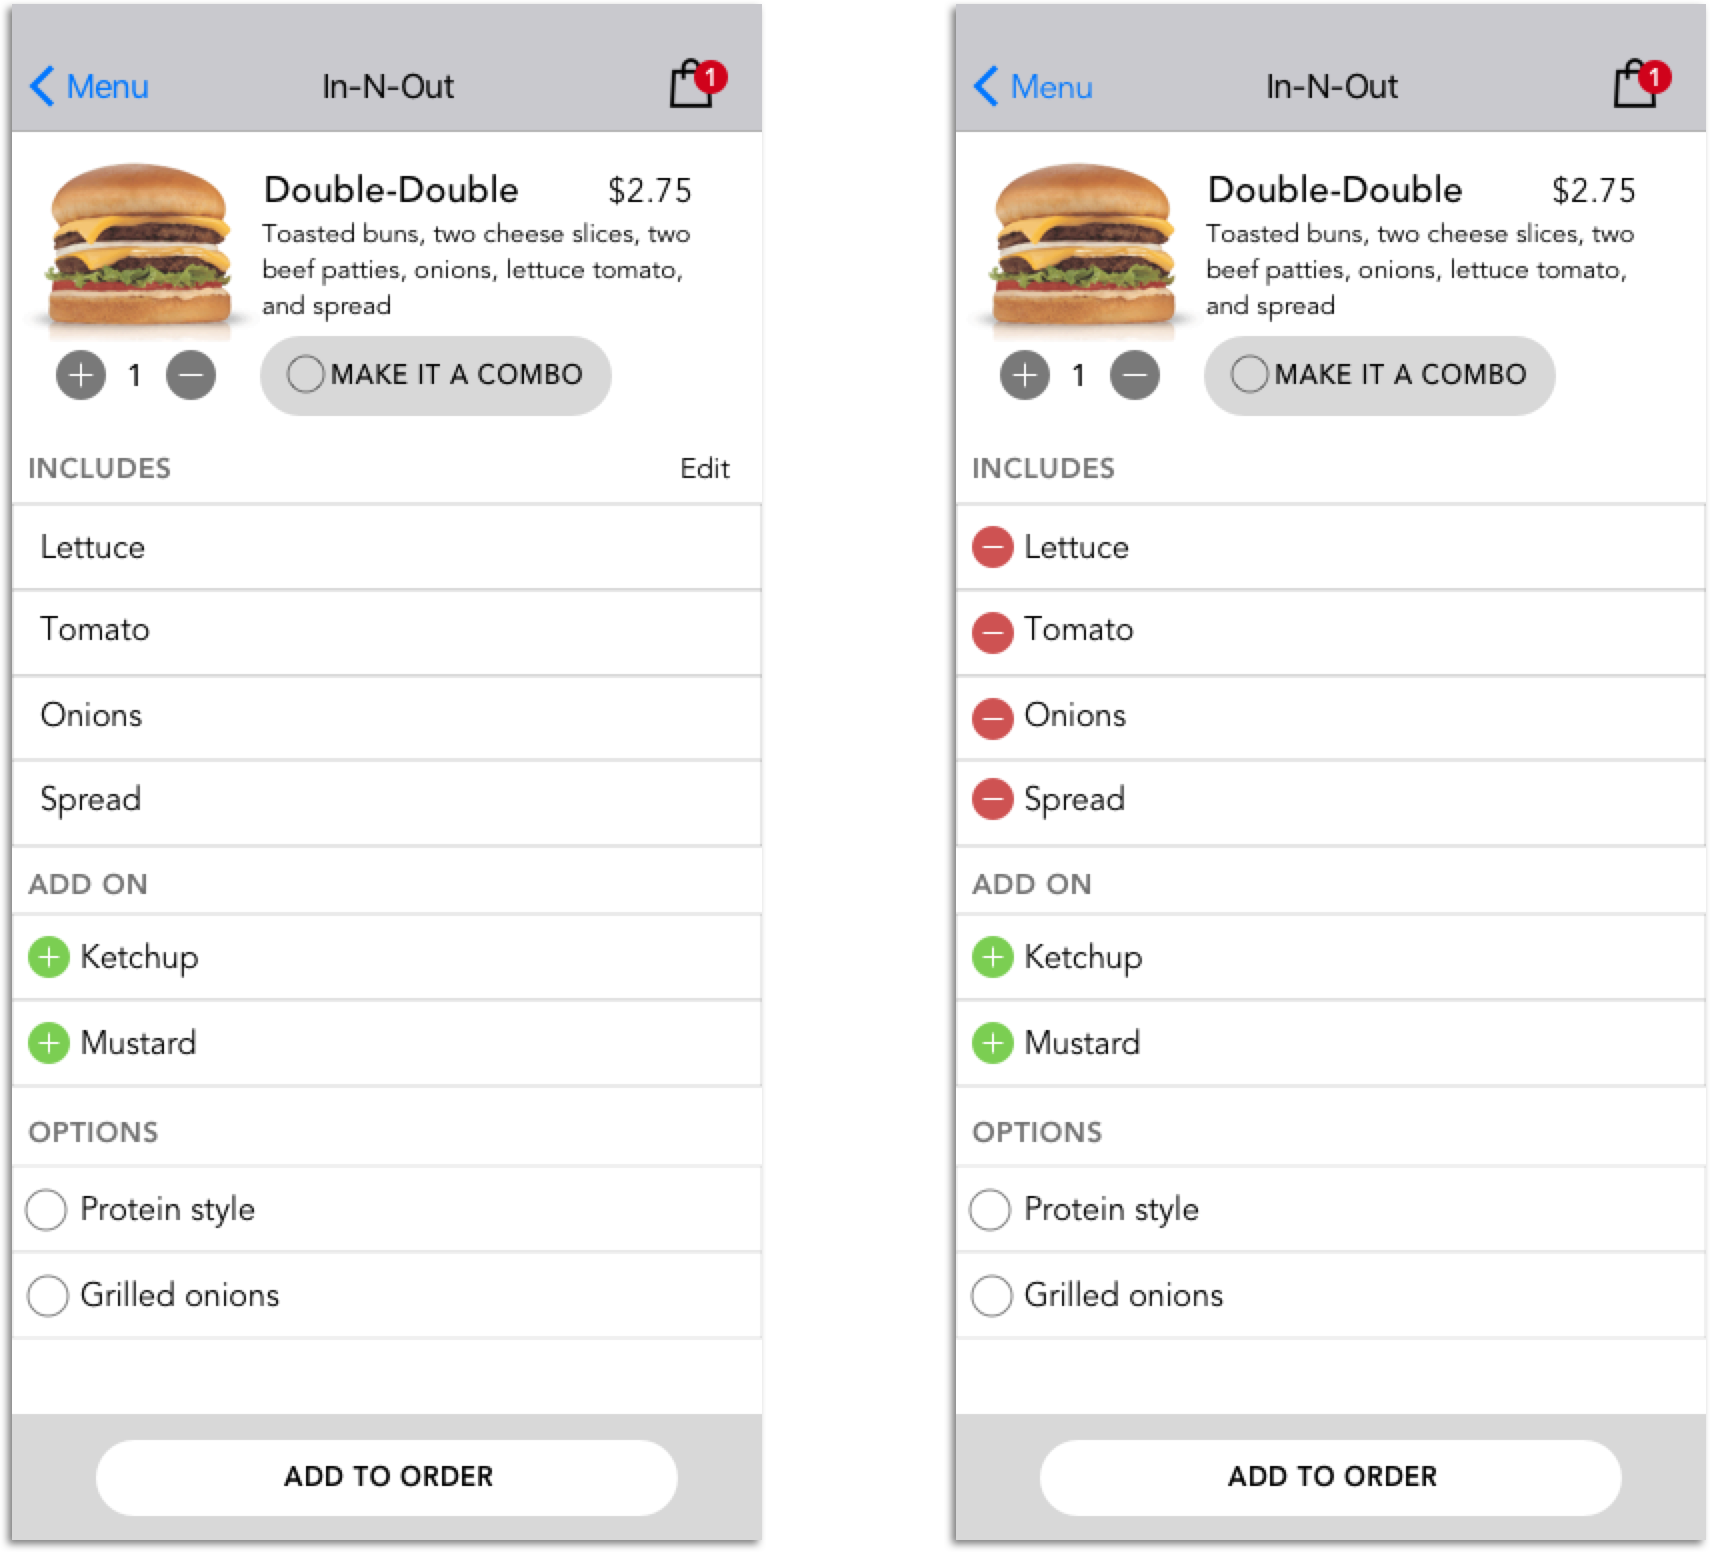 Menu
In-N-Out
1
Double-Double
$2.75
Toasted buns, two cheese slices, two
beef patties, onions, lettuce tomato,
and spread
1
MAKE IT A COMBO
INCLUDES
Edit
Lettuce
Tomato
Onions
Spread
ADD ON
Ketchup
Mustard
OPTIONS
Protein style
Grilled onions
ADD TO ORDER
Menu
In-N-Out
1
Double-Double
$2.75
Toasted buns, two cheese slices, two
beef patties, onions, lettuce tomato,
and spread
1
MAKE IT A COMBO
INCLUDES
Lettuce
Tomato
Onions
Spread
ADD ON
Ketchup
Mustard
OPTIONS
Protein style
Grilled onions
ADD TO ORDER